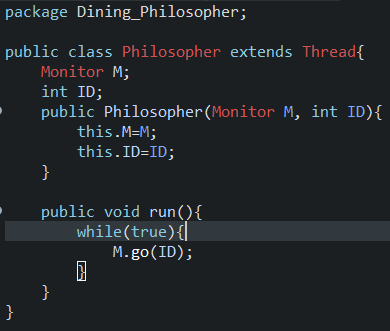 package Dining_Philosopher;
public class Philosopher extends Thread{
Monitor M;
int ID;
public Philosopher(Monitor M, int ID){
this.M=M;
this.ID=ID;
}
public void run(){
while(true){
M.go(ID);
}
}
}